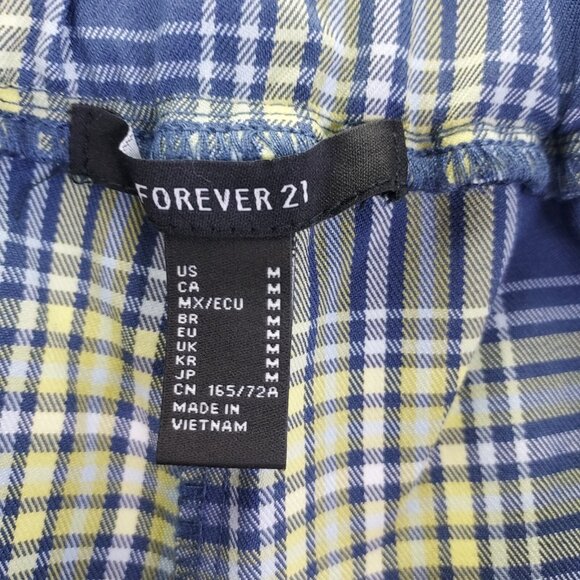 FOREVER 21
US M
CA M
MX/ECU M
BR M
EU M
UK M
KR M
JP M
CN 165/72A
MADE IN
VIETNAM